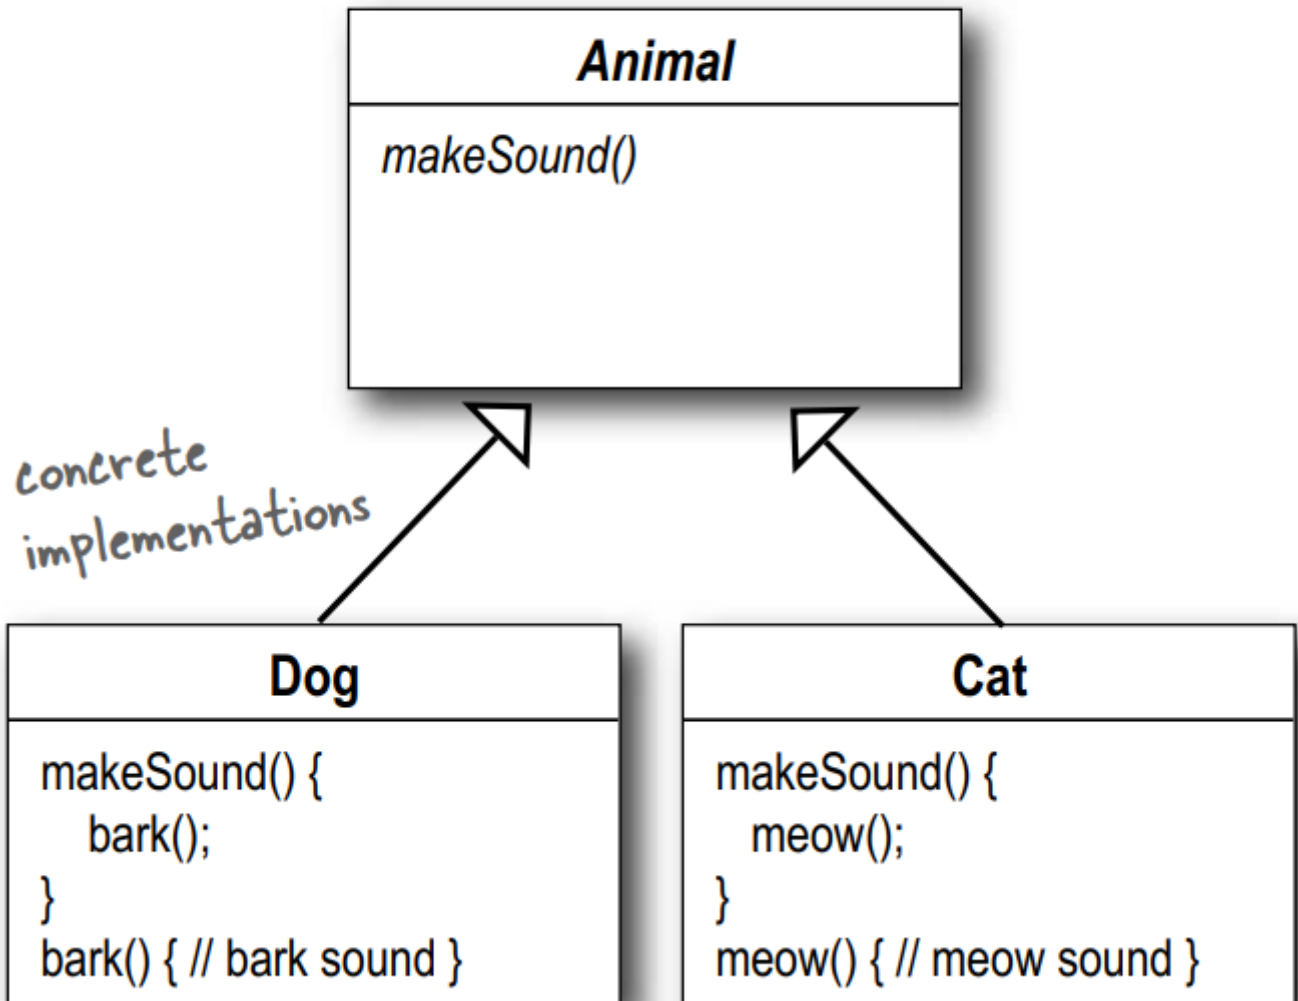 Animal
makeSound()
concrete
implementations
Dog
makeSound() {
bark();
}
bark() { // bark sound }
Cat
makeSound() {
meow();
}
meow() { // meow sound }